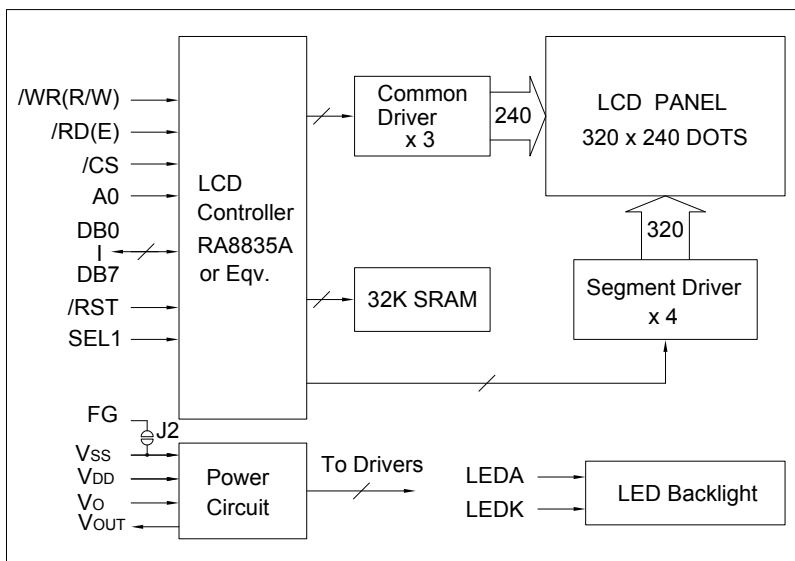 /WR(R/W)
/RD(E)
/CS
A0
DB0
I
DB7
/RST
SEL1
LCD
Controller
RA8835A
or Eqv.
Common
Driver
x 3
240
LCD PANEL
320 x 240 DOTS
320
Segment Driver
x 4
32K SRAM
FG
J2
VSS
VDD
VO
VOUT
Power
Circuit
To Drivers
LEDA
LEDK
LED Backlight